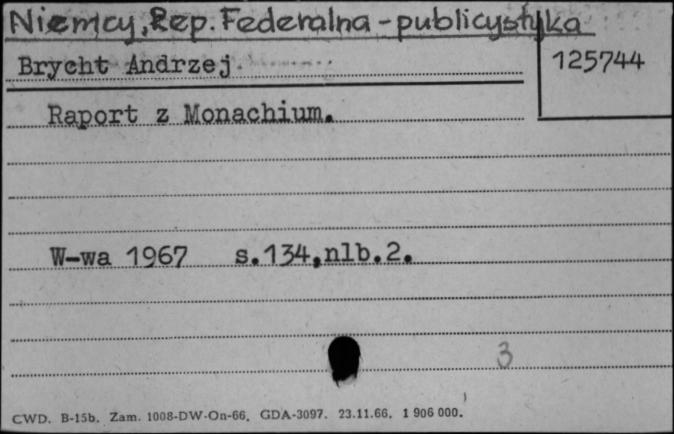 Niemcy, Rep. Federalna - publicystyka
Brycht Andrzej
125744
Raport z Monachium.
W-wa 1967 s.134,nlb.2.
3
CWD. B-15b. Zam. 1008-DW-On-66. GDA-3097. 23.11.66. 1 906 000.